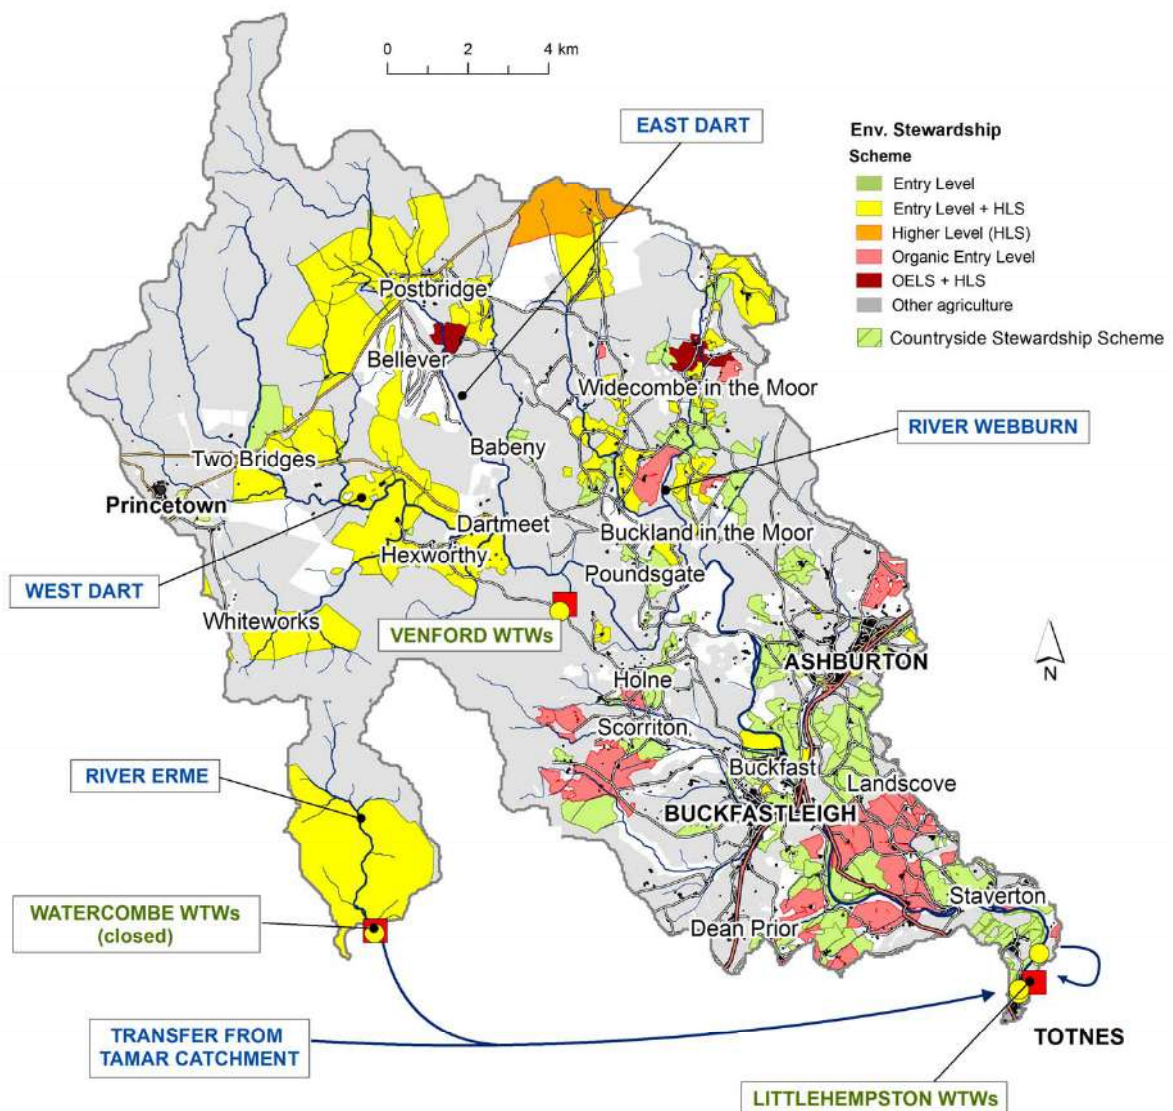 0 2 4 km
EAST DART
Env. Stewardship
Scheme
Entry Level
Entry Level + HLS
Higher Level (HLS)
Organic Entry Level
OELS + HLS
Other agriculture
Countryside Stewardship Scheme
Postbridge
Bellever
Widecombe in the Moor
RIVER WEBBURN
Two Bridges
Babeny
Princetown
Dartmeet
Buckland in the Moor
Hexworthy
WEST DART
Poundsgate
Whiteworks
VENFORD WTWs
ASHBURTON
N
Holne
Scorriton
RIVER ERME
Buckfast
Landscove
BUCKFASTLEIGH
Staverton
WATERCOMBE WTWs
(closed)
Dean Prior
TRANSFER FROM
TAMAR CATCHMENT
TOTNES
LITTLEHEMPSTON WTWs